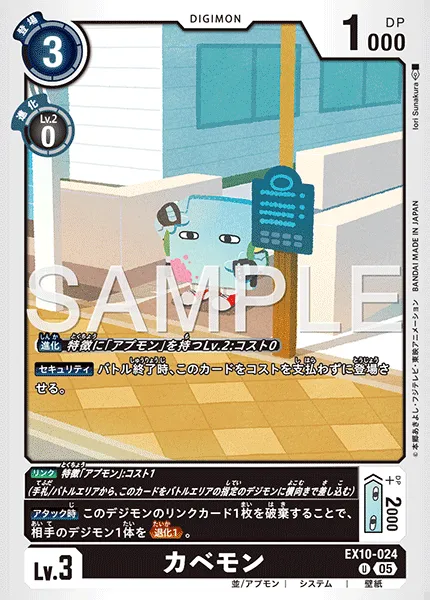 DIGIMON
登場
3
DP
1000
進化
Lv.2
0
Iori Sunakura
BANDAI MADE IN JAPAN
©本郷あきよし・フジテレビ・東映アニメーション
SAMPLE
進化 特徴に「アプモン」を持つLv.2:コスト0
セキュリティ バトル終了時、このカードをコストを支払わずに登場さ
せる。
リンク 特徴「アプモン」:コスト1
(手札/バトルエリアから、このカードをバトルエリアの指定のデジモンに横向きで差し込む)
アタック時 このデジモンのリンクカード1枚を破棄することで、
相手のデジモン1体を 退化1 。
DP
+2000
Lv.3
カベモン
EX10-024
U 05
並/アプモン | システム | 壁紙